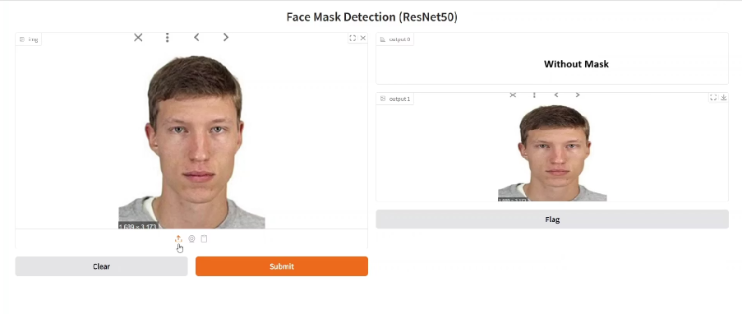 Face Mask Detection (ResNet50)
img
output 0
Without Mask
output 1
Flag
Clear
Submit